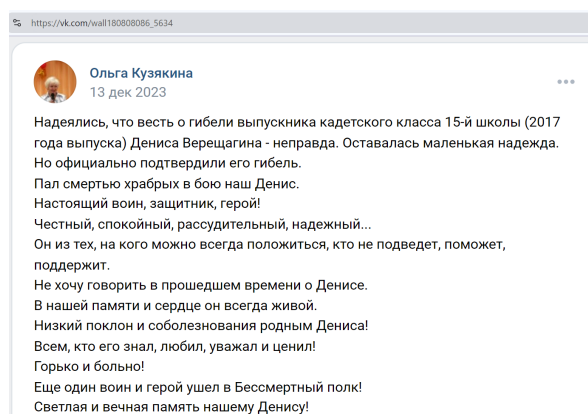 https://vk.com/wall180808086_5634
Ольга Кузякина
13 дек 2023
Надеялись, что весть о гибели выпускника кадетского класса 15-й школы (2017
года выпуска) Дениса Верещагина - неправда. Оставалась маленькая надежда.
Но официально подтвердили его гибель.
Пал смертью храбрых в бою наш Денис.
Настоящий воин, защитник, герой!
Честный, спокойный, рассудительный, надежный...
Он из тех, на кого можно всегда положиться, кто не подведет, поможет,
поддержит.
Не хочу говорить в прошедшем времени о Денисе.
В нашей памяти и сердце он всегда живой.
Низкий поклон и соболезнования родным Дениса!
Всем, кто его знал, любил, уважал и ценил!
Горько и больно!
Еще один воин и герой ушел в Бессмертный полк!
Светлая и вечная память нашему Денису!